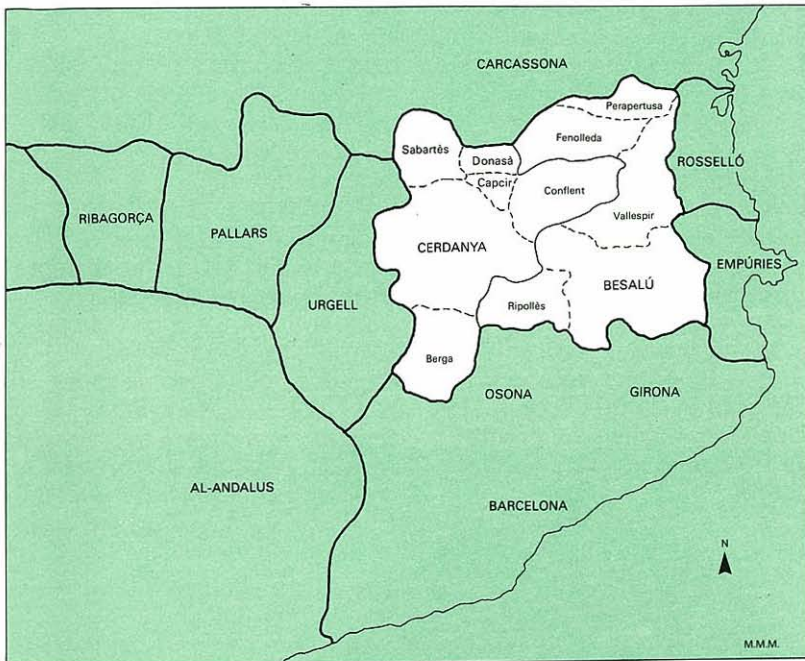 CARCASSONA
Perapertusa
Fenolleda
Sabartès
Donasà
ROSSELLÓ
Capcir
Conflent
RIBAGORÇA
Vallespir
PALLARS
CERDANYA
EMPÚRIES
BESALÚ
URGELL
Ripollès
Berga
OSONA
GIRONA
AL-ANDALUS
BARCELONA
N
M.M.M.